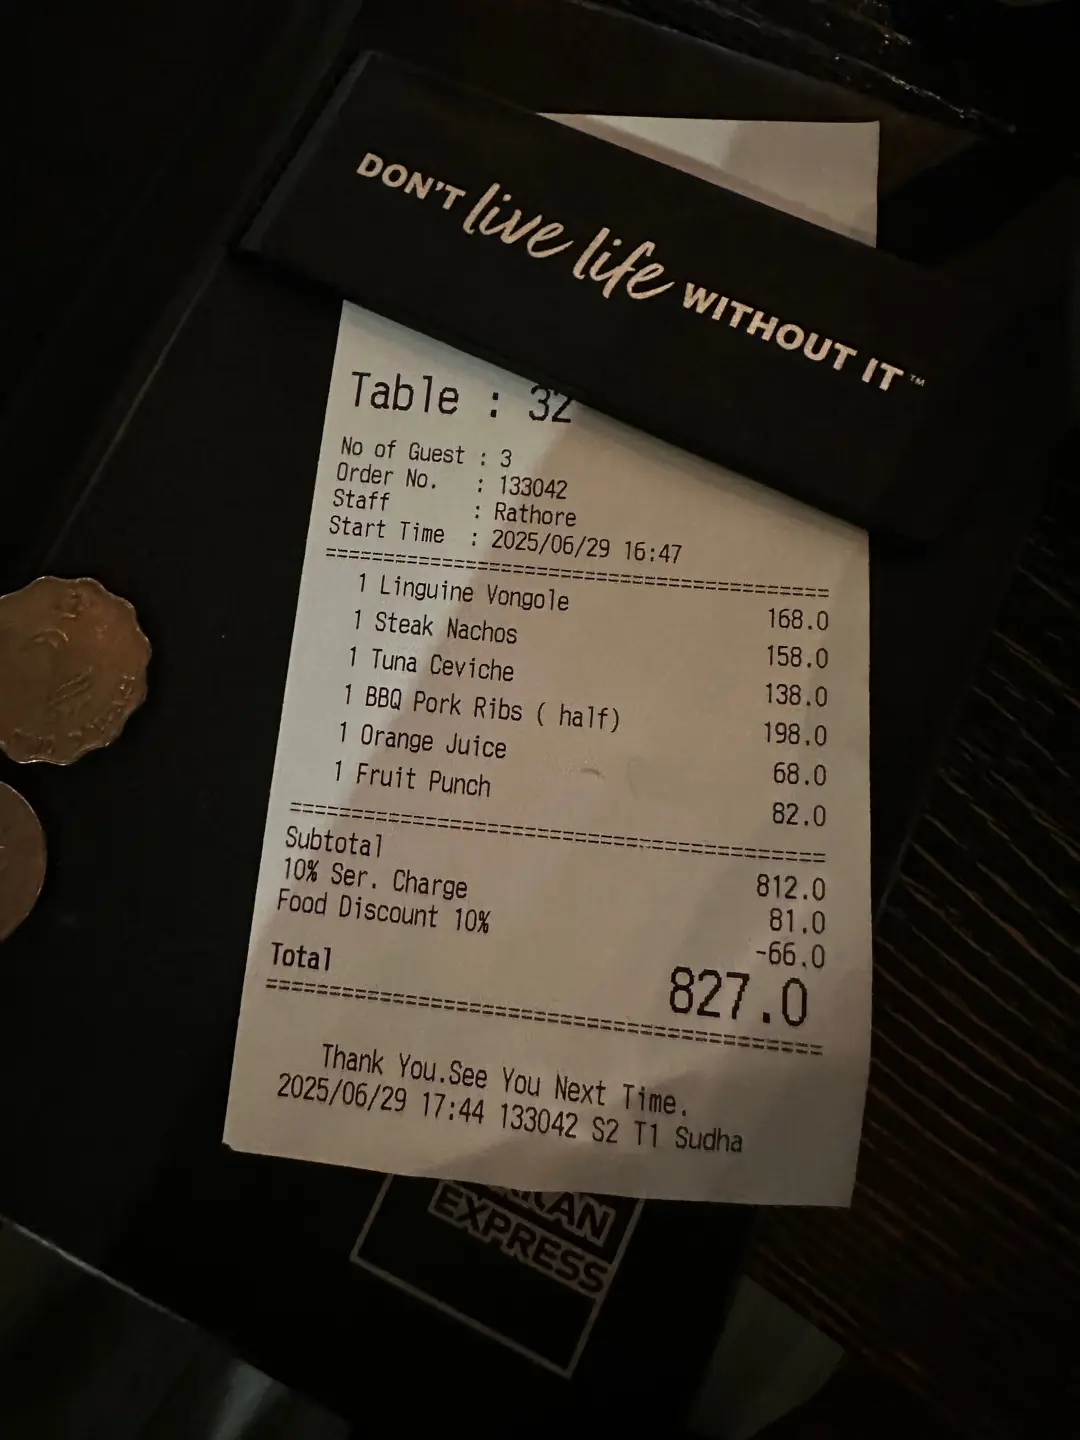 DON'T live life WITHOUT IT™
Table : 32
No of Guest : 3
Order No. : 133042
Staff : Rathore
Start Time : 2025/06/29 16:47
========================================
1 Linguine Vongole 168.0
1 Steak Nachos 158.0
1 Tuna Ceviche 138.0
1 BBQ Pork Ribs ( half) 198.0
1 Orange Juice 68.0
1 Fruit Punch 82.0
========================================
Subtotal 812.0
10% Ser. Charge 81.0
Food Discount 10% -66.0
Total 827.0
========================================
Thank You.See You Next Time.
2025/06/29 17:44 133042 S2 T1 Sudha
EXPRESS